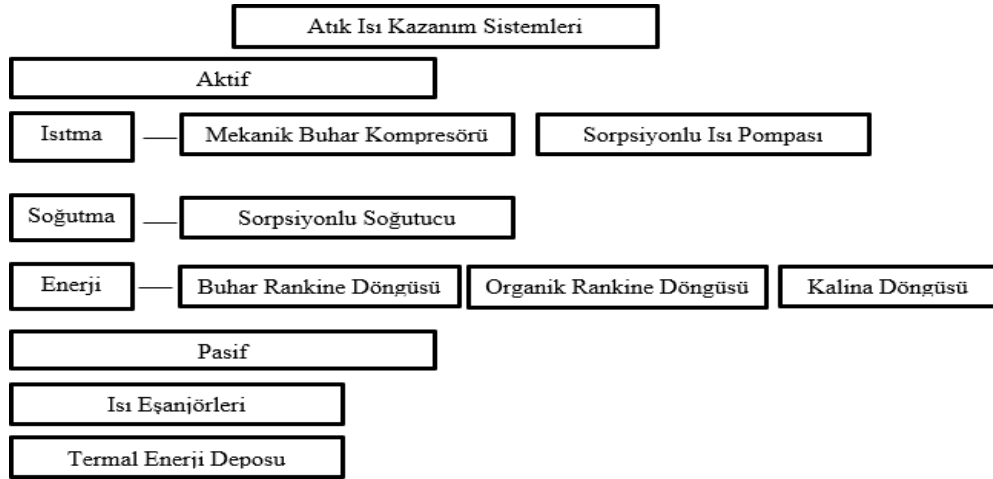 Atık Isı Kazanım Sistemleri
Aktif
Isıtma Mekanik Buhar Kompresörü Sorpsiyonlu Isı Pompası
Soğutma Sorpsiyonlu Soğutucu
Enerji Buhar Rankine Döngüsü Organik Rankine Döngüsü Kalina Döngüsü
Pasif
Isı Eşanjörleri
Termal Enerji Deposu